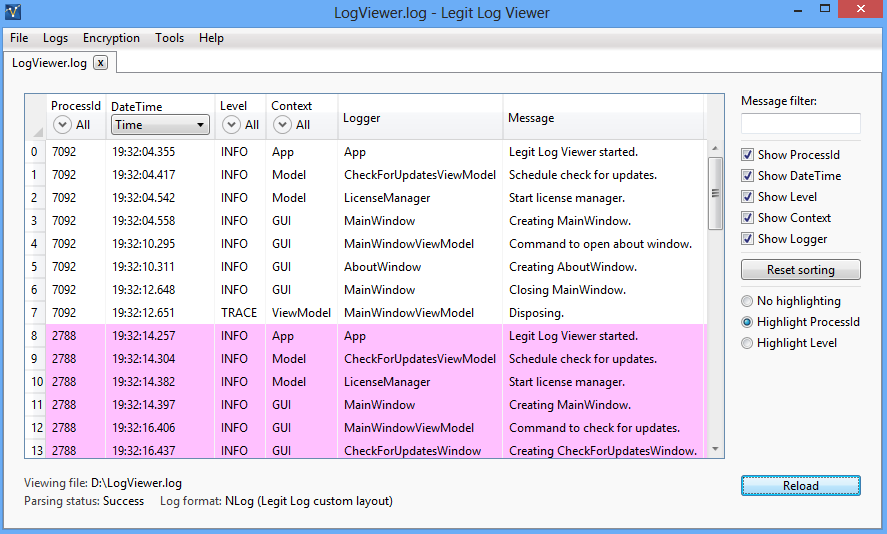 LogViewer.log - Legit Log Viewer
File Logs Encryption Tools Help
LogViewer.log x
ProcessId DateTime Level Context Logger Message
All Time All All
0 7092 19:32:04.355 INFO App App Legit Log Viewer started.
1 7092 19:32:04.417 INFO Model CheckForUpdatesViewModel Schedule check for updates.
2 7092 19:32:04.542 INFO Model LicenseManager Start license manager.
3 7092 19:32:04.558 INFO GUI MainWindow Creating MainWindow.
4 7092 19:32:10.295 INFO GUI MainWindowViewModel Command to open about window.
5 7092 19:32:10.311 INFO GUI AboutWindow Creating AboutWindow.
6 7092 19:32:12.648 INFO GUI MainWindow Closing MainWindow.
7 7092 19:32:12.651 TRACE ViewModel MainWindowViewModel Disposing.
8 2788 19:32:14.257 INFO App App Legit Log Viewer started.
9 2788 19:32:14.304 INFO Model CheckForUpdatesViewModel Schedule check for updates.
10 2788 19:32:14.382 INFO Model LicenseManager Start license manager.
11 2788 19:32:14.397 INFO GUI MainWindow Creating MainWindow.
12 2788 19:32:16.406 INFO GUI MainWindowViewModel Command to check for updates.
13 2788 19:32:16.437 INFO GUI CheckForUpdatesWindow Creating CheckForUpdatesWindow.
Message filter:
Show ProcessId
Show DateTime
Show Level
Show Context
Show Logger
Reset sorting
No highlighting
Highlight ProcessId
Highlight Level
Viewing file: D:\LogViewer.log
Parsing status: Success Log format: NLog (Legit Log custom layout)
Reload